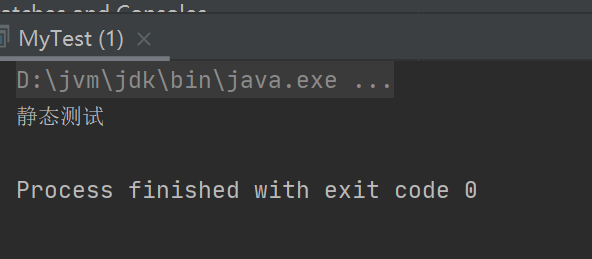 MyTest (1)
D:\jvm\jdk\bin\java.exe ...
静态测试
Process finished with exit code 0